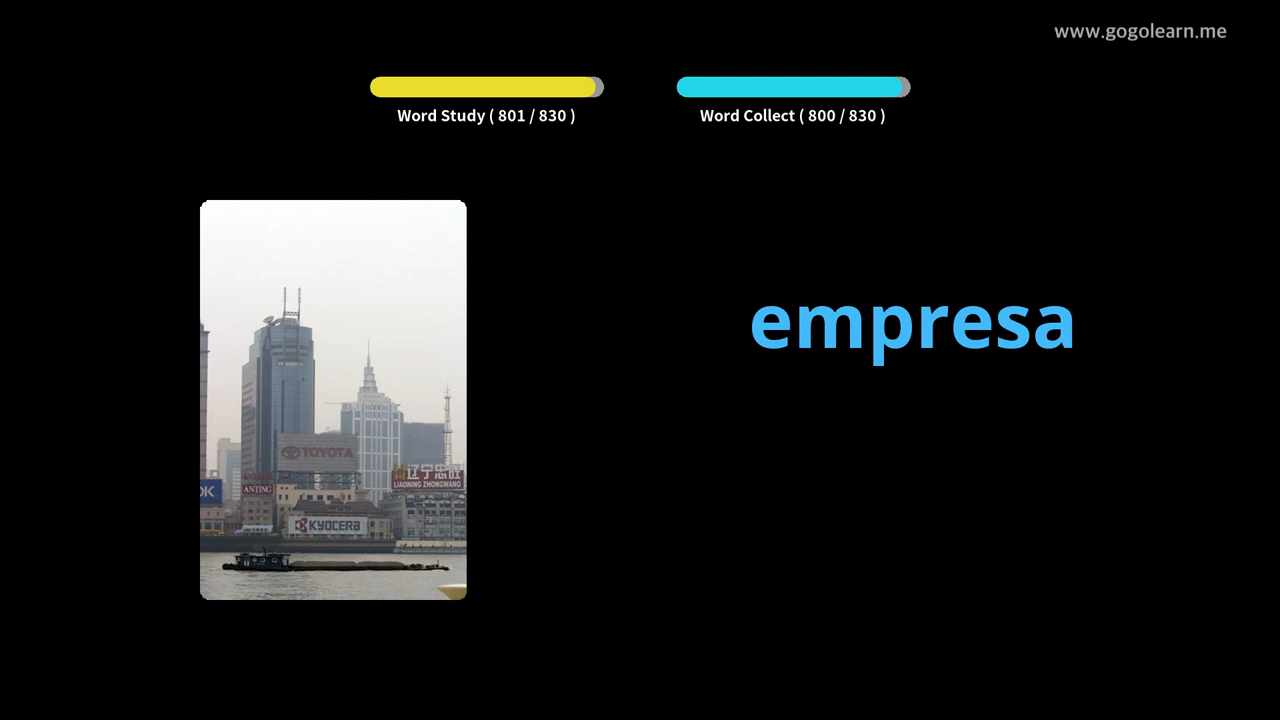 www.gogolearn.me
Word Study ( 801 / 830 )
Word Collect ( 800 / 830 )
empresa
TOYOTA
辽宁忠旺
LIAONING ZHONGWANG
OK
ANTING
KYOCERA